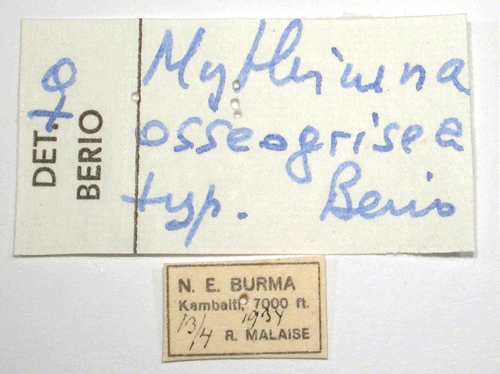 DET. ♀
BERIO
Mythimna
osseogrisea
typ. Berio
N. E. BURMA
Kambaiti, 7000 ft.
13/4 1934
R. MALAISE